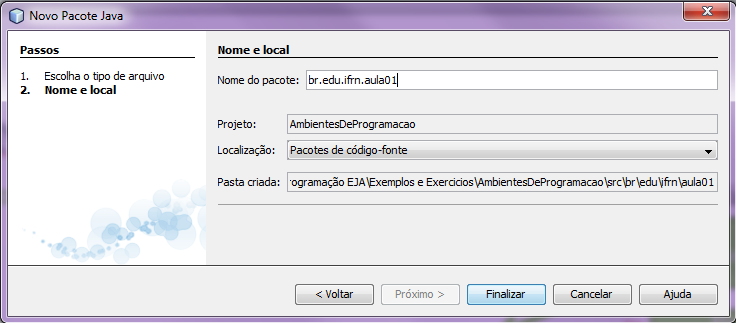 Novo Pacote Java
Passos
1. Escolha o tipo de arquivo
2. Nome e local
Nome e local
Nome do pacote: br.edu.ifrn.aula01
Projeto: AmbientesDeProgramacao
Localização: Pacotes de código-fonte
Pasta criada: rogramação EJA\Exemplos e Exercicios\AmbientesDeProgramacao\src\br\edu\ifrn\aula01
< Voltar Próximo > Finalizar Cancelar Ajuda